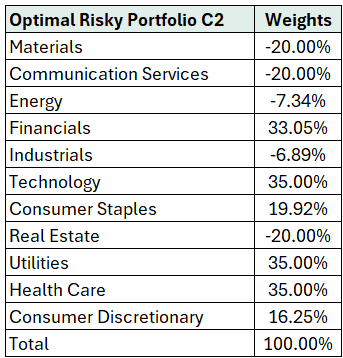 Optimal Risky Portfolio C2 Weights
Materials -20.00%
Communication Services -20.00%
Energy -7.34%
Financials 33.05%
Industrials -6.89%
Technology 35.00%
Consumer Staples 19.92%
Real Estate -20.00%
Utilities 35.00%
Health Care 35.00%
Consumer Discretionary 16.25%
Total 100.00%